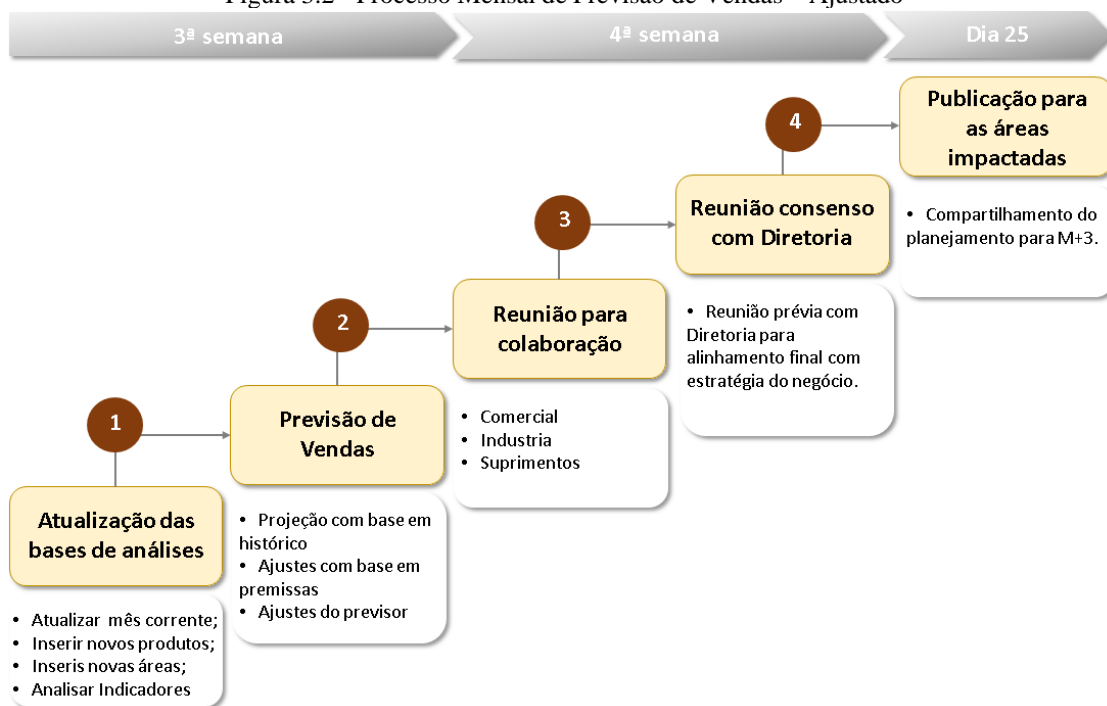 Figura 3.2 - Processo Mensal de Previsão de Vendas – Ajustado
3ª semana
4ª semana
Dia 25
4
Publicação para
as áreas
impactadas
• Compartilhamento do
planejamento para M+3.
3
Reunião consenso
com Diretoria
• Reunião prévia com
Diretoria para
alinhamento final com
estratégia do negócio.
2
Reunião para
colaboração
• Comercial
• Industria
• Suprimentos
1
Previsão de
Vendas
• Projeção com base em
histórico
• Ajustes com base em
premissas
• Ajustes do previsor
Atualização das
bases de análises
• Atualizar mês corrente;
• Inserir novos produtos;
• Inseris novas áreas;
• Analisar Indicadores